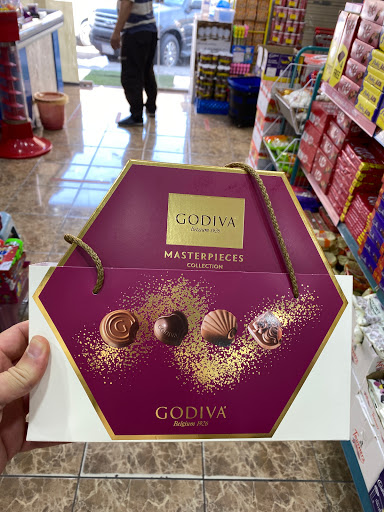 GODIVA
Belgium 1926
MASTERPIECES
COLLECTION
G
GODIVA
Belgium 1926